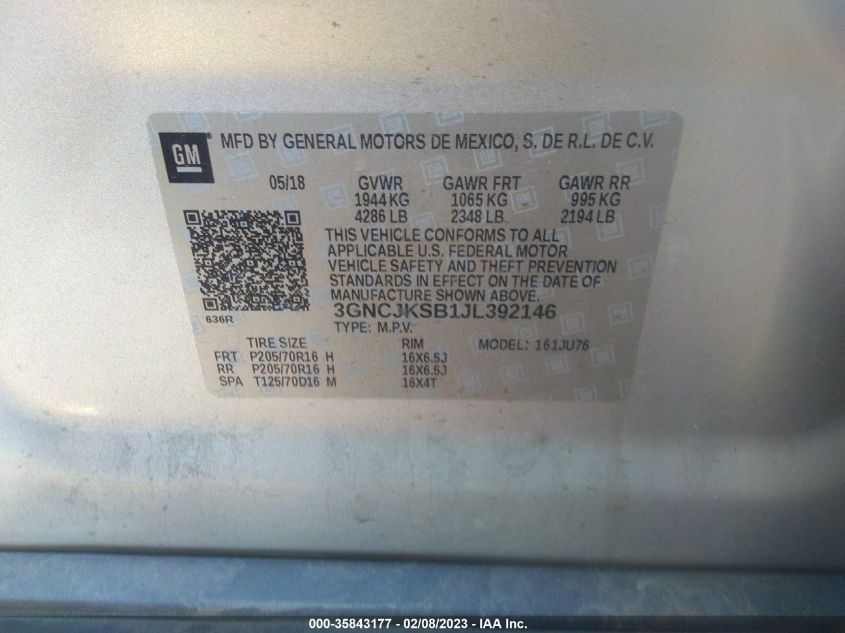 GM
MFD BY GENERAL MOTORS DE MEXICO, S. DE R.L. DE C.V.
05/18 GVWR GAWR FRT GAWR RR
1944 KG 1065 KG 995 KG
4286 LB 2348 LB 2194 LB
THIS VEHICLE CONFORMS TO ALL
APPLICABLE U.S. FEDERAL MOTOR
VEHICLE SAFETY AND THEFT PREVENTION
STANDARDS IN EFFECT ON THE DATE OF
MANUFACTURE SHOWN ABOVE.
3GNCJKSB1JL392146
636R
TYPE: M.P.V.
TIRE SIZE RIM MODEL: 161JU76
FRT P205/70R16 H 16X6.5J
RR P205/70R16 H 16X6.5J
SPA T125/70D16 M 16X4T
000-35843177 - 02/08/2023 - © IAA Inc.